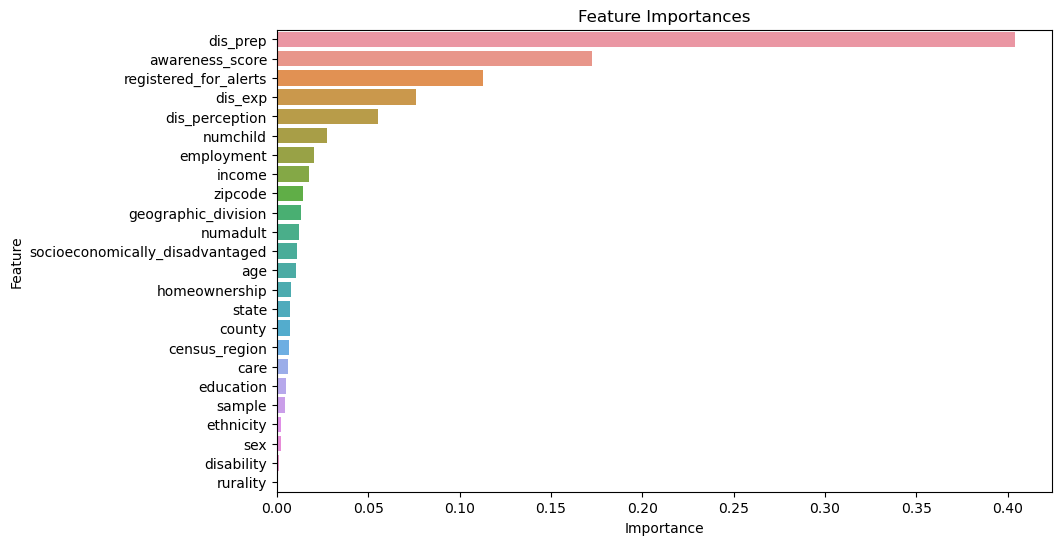 Feature Importances
Feature
dis_prep
awareness_score
registered_for_alerts
dis_exp
dis_perception
numchild
employment
income
zipcode
geographic_division
numadult
socioeconomically_disadvantaged
age
homeownership
state
county
census_region
care
education
sample
ethnicity
sex
disability
rurality
0.00 0.05 0.10 0.15 0.20 0.25 0.30 0.35 0.40
Importance